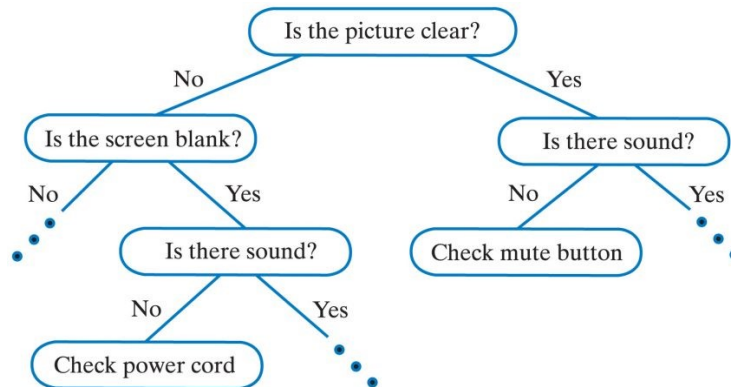 Is the picture clear?
No
Yes
Is the screen blank?
Is there sound?
No
Yes
No
Yes
Is there sound?
Check mute button
No
Yes
Check power cord